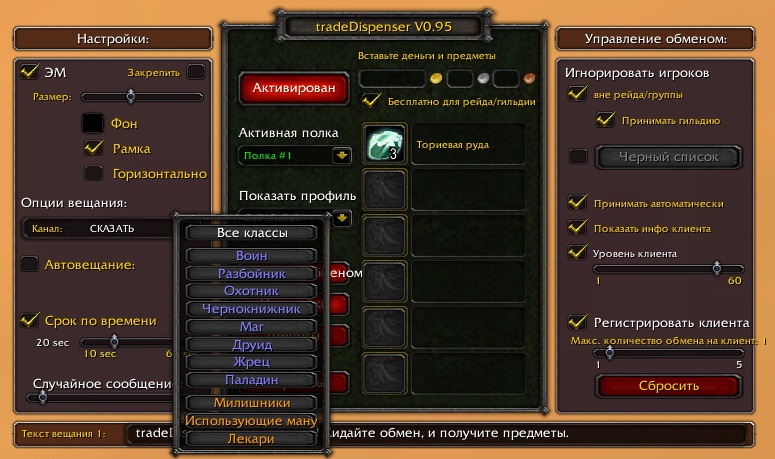 tradeDispenser V0.95
Настройки:
ЭМ
Закрепить
Размер:
Фон
Рамка
Горизонтально
Опции вещания:
Канал: СКАЗАТЬ
Автовещание:
Срок по времени
20 sec
10 sec
6
Случайное сообщени
Вставьте деньги и предметы
Активирован
Бесплатно для рейда/гильдии
Активная полка
Полка #1
3
Ториевая руда
Показать профиль
еном
Все классы
Воин
Разбойник
Охотник
Чернокнижник
Маг
Друид
Жрец
Паладин
Милишники
Использующие ману
Лекари
Управление обменом:
Игнорировать игроков
вне рейда/группы
Принимать гильдию
Черный список
Принимать автоматически
Показать инфо клиента
Уровень клиента
1 60
Регистрировать клиента
Макс. количество обмена на клиент: 1
1 5
Сбросить
Текст вещания 1: tradeDis кидайте обмен, и получите предметы.